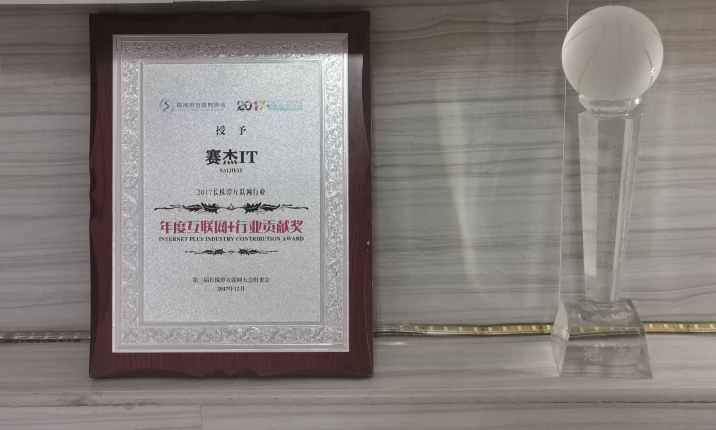 株洲市互联网协会 2017
授 予
赛杰IT
SAIJIEIT
2017长株潭互联网行业
年度互联网+行业贡献奖
INTERNET PLUS INDUSTRY CONTRIBUTION AWARD
第三届长株潭互联网大会组委会
2017年12月